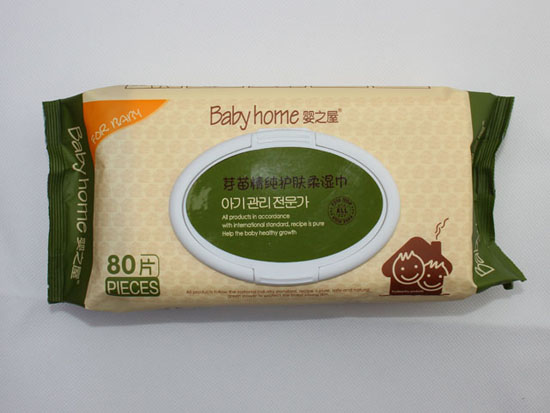 FOR BABY
Baby home 婴之屋®
Baby home 婴之屋®
芽苗精纯护肤柔湿巾
아기 관리 전문가
All products in accordance
with international standard, recipe is pure
Help the baby healthy growth
ALL
80片
PIECES
Baby